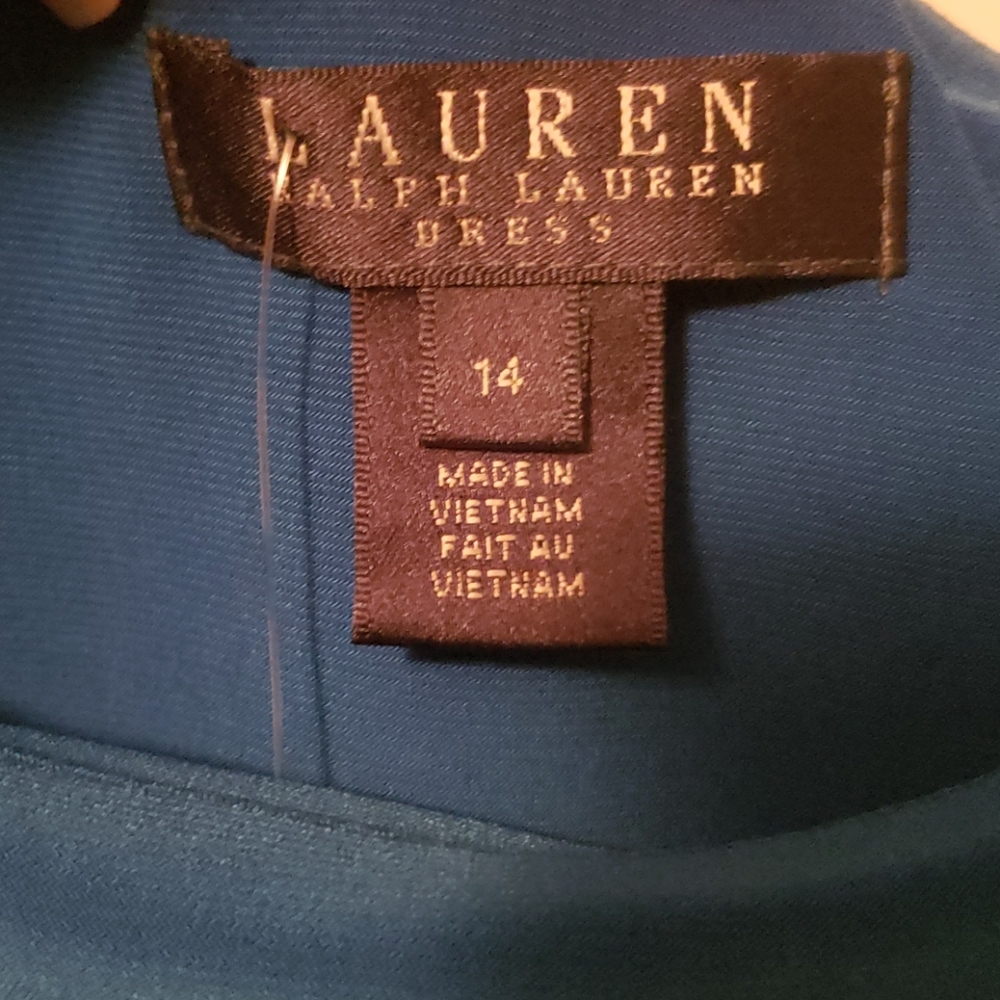 LAUREN
RALPH LAUREN
DRESS
14
MADE IN
VIETNAM
FAIT AU
VIETNAM